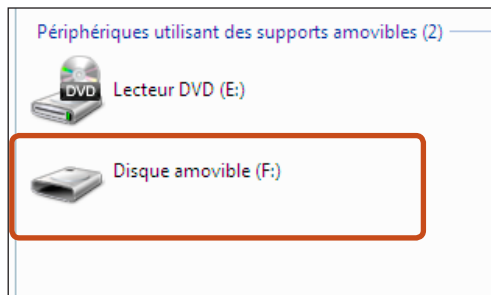 Périphériques utilisant des supports amovibles (2)
DVD
Lecteur DVD (E:)
Disque amovible (F:)